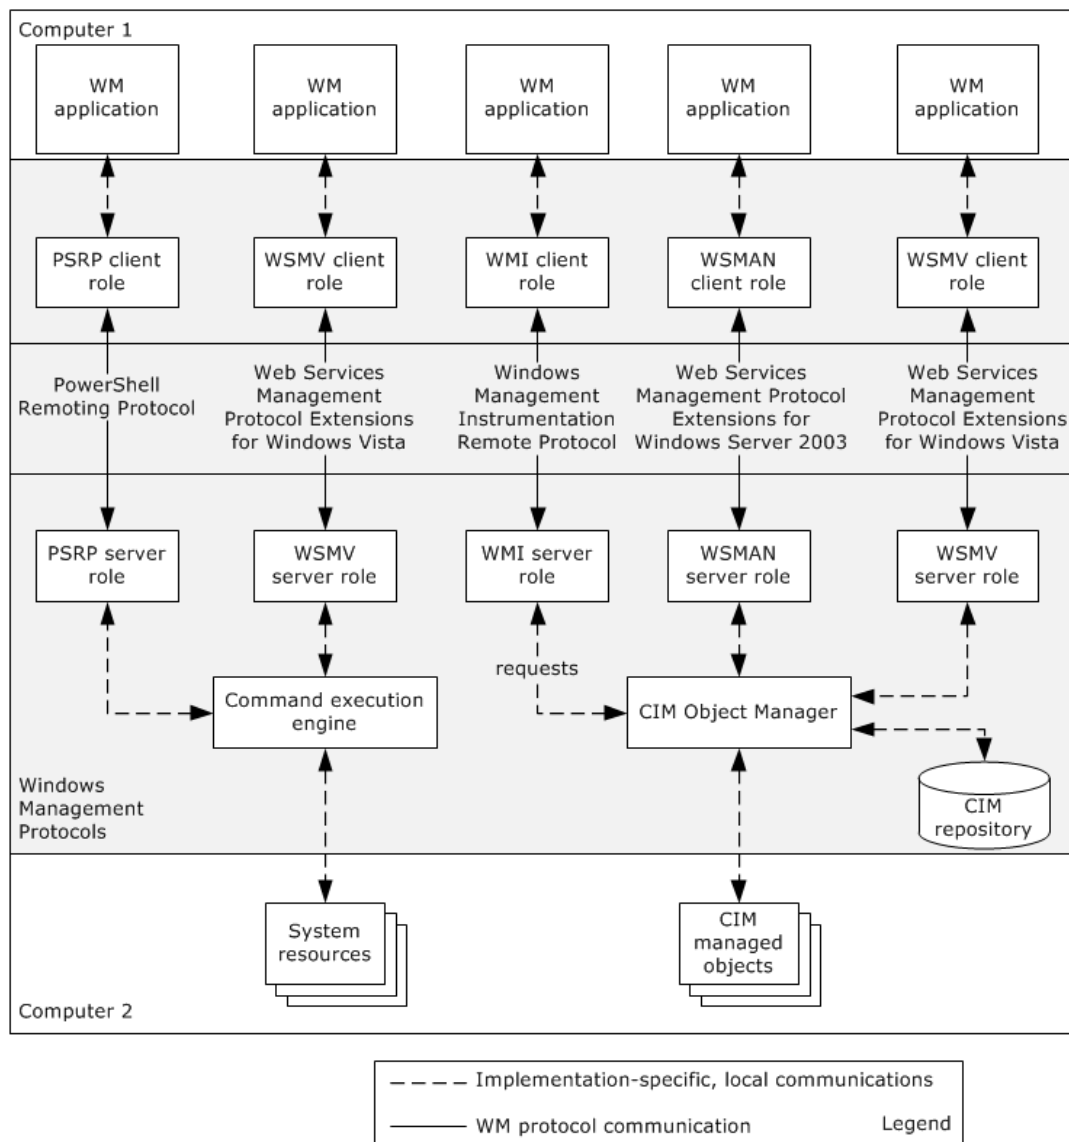 Computer 1
WM
application
WM
application
WM
application
WM
application
WM
application
PSRP client
role
WSMV client
role
WMI client
role
WSMAN
client role
WSMV client
role
PowerShell
Remoting Protocol
Web Services
Management
Protocol Extensions
for Windows Vista
Windows
Management
Instrumentation
Remote Protocol
Web Services
Management Protocol
Extensions for
Windows Server 2003
Web Services
Management
Protocol Extensions
for Windows Vista
PSRP server
role
WSMV
server role
WMI server
role
WSMAN
server role
WSMV
server role
requests
Command execution
engine
CIM Object Manager
CIM
repository
Windows
Management
Protocols
System
resources
CIM
managed
objects
Computer 2
Implementation-specific, local communications
WM protocol communication
Legend